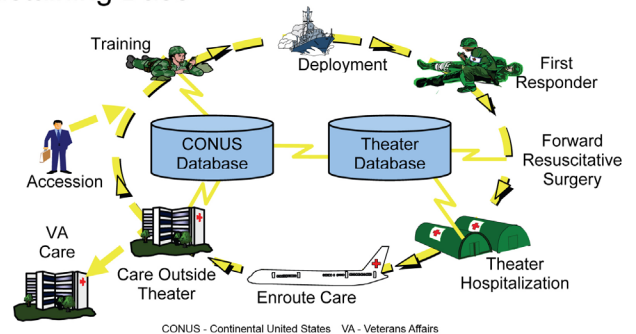 Training
Deployment
First
Responder
CONUS
Database
Theater
Database
Forward
Resuscitative
Surgery
Accession
VA
Care
Care Outside
Theater
Enroute Care
Theater
Hospitalization
CONUS - Continental United States VA - Veterans Affairs